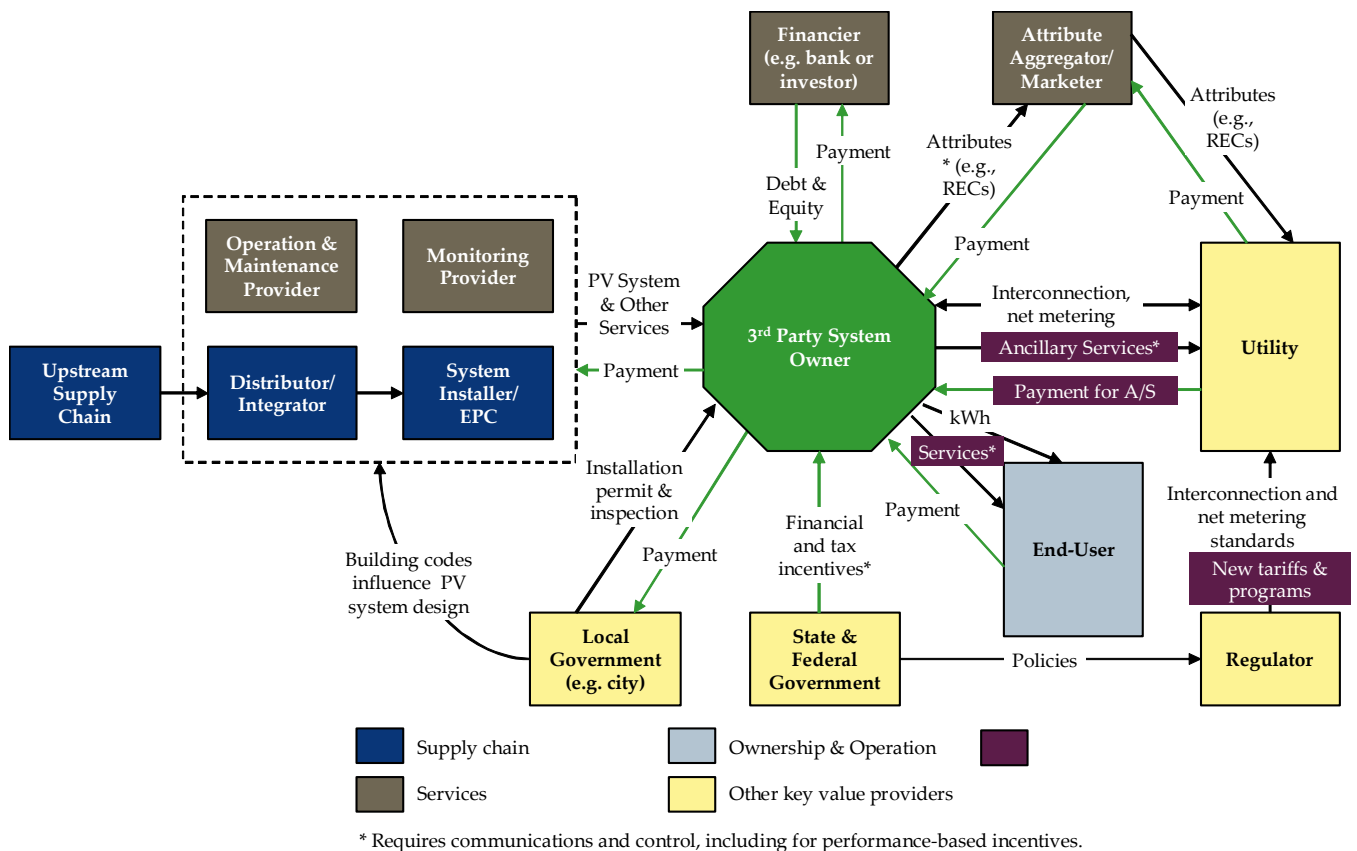 Financier
(e.g. bank or
investor)
Attribute
Aggregator/
Marketer
Attributes
(e.g.,
RECs)
Payment
Attributes
* (e.g.,
RECs)
Debt &
Equity
Payment
Payment
Operation &
Maintenance
Provider
Monitoring
Provider
PV System
& Other
Services
Interconnection,
net metering
3rd Party System
Owner
Ancillary Services*
Utility
Upstream
Supply
Chain
Distributor/
Integrator
System
Installer/
EPC
Payment
Payment for A/S
kWh
Services*
Installation
permit &
inspection
Payment
Financial
and tax
incentives*
Payment
End-User
Interconnection and
net metering
standards
New tariffs &
programs
Building codes
influence PV
system design
Local
Government
(e.g. city)
State &
Federal
Government
Policies
Regulator
Supply chain
Ownership & Operation
Services
Other key value providers
* Requires communications and control, including for performance-based incentives.